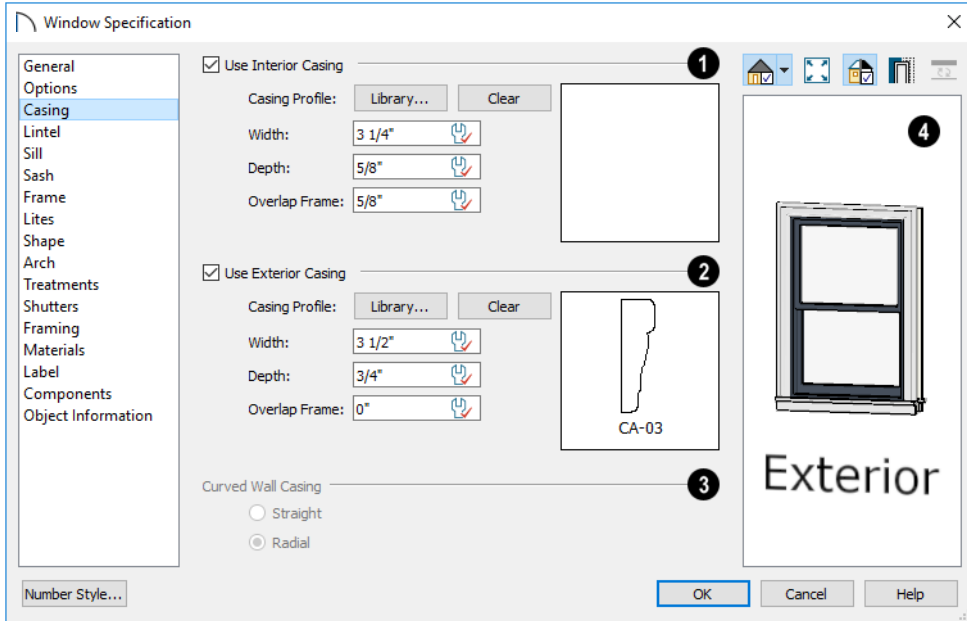 Window Specification
General
Options
Casing
Lintel
Sill
Sash
Frame
Lites
Shape
Arch
Treatments
Shutters
Framing
Materials
Label
Components
Object Information
Use Interior Casing 1
Casing Profile: Library... Clear
Width: 3 1/4"
Depth: 5/8"
Overlap Frame: 5/8"
Use Exterior Casing 2
Casing Profile: Library... Clear
Width: 3 1/2"
Depth: 3/4"
Overlap Frame: 0"
CA-03
Curved Wall Casing 3
Straight
Radial
4
Exterior
Number Style... OK Cancel Help